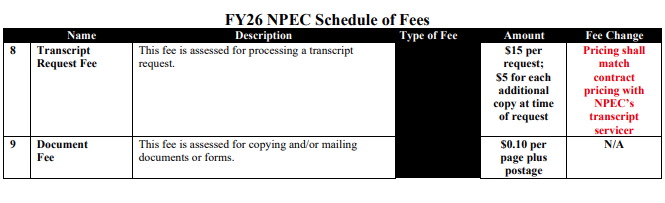 FY26 NPEC Schedule of Fees
Name Description Type of Fee Amount Fee Change
8 Transcript This fee is assessed for processing a transcript $15 per Pricing shall
Request Fee request. request; match
$5 for each contract
additional pricing with
copy at time NPEC's
of request transcript
servicer
9 Document This fee is assessed for copying and/or mailing $0.10 per N/A
Fee documents or forms. page plus
postage